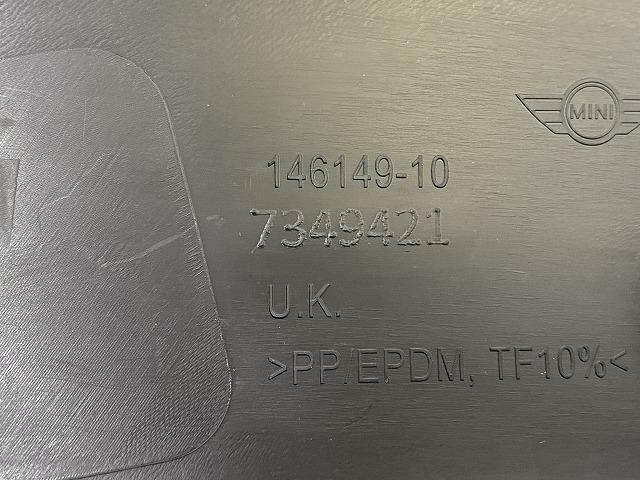 MINI
146149-10
7349421
U.K.
>PP/EPDM, TF10%<